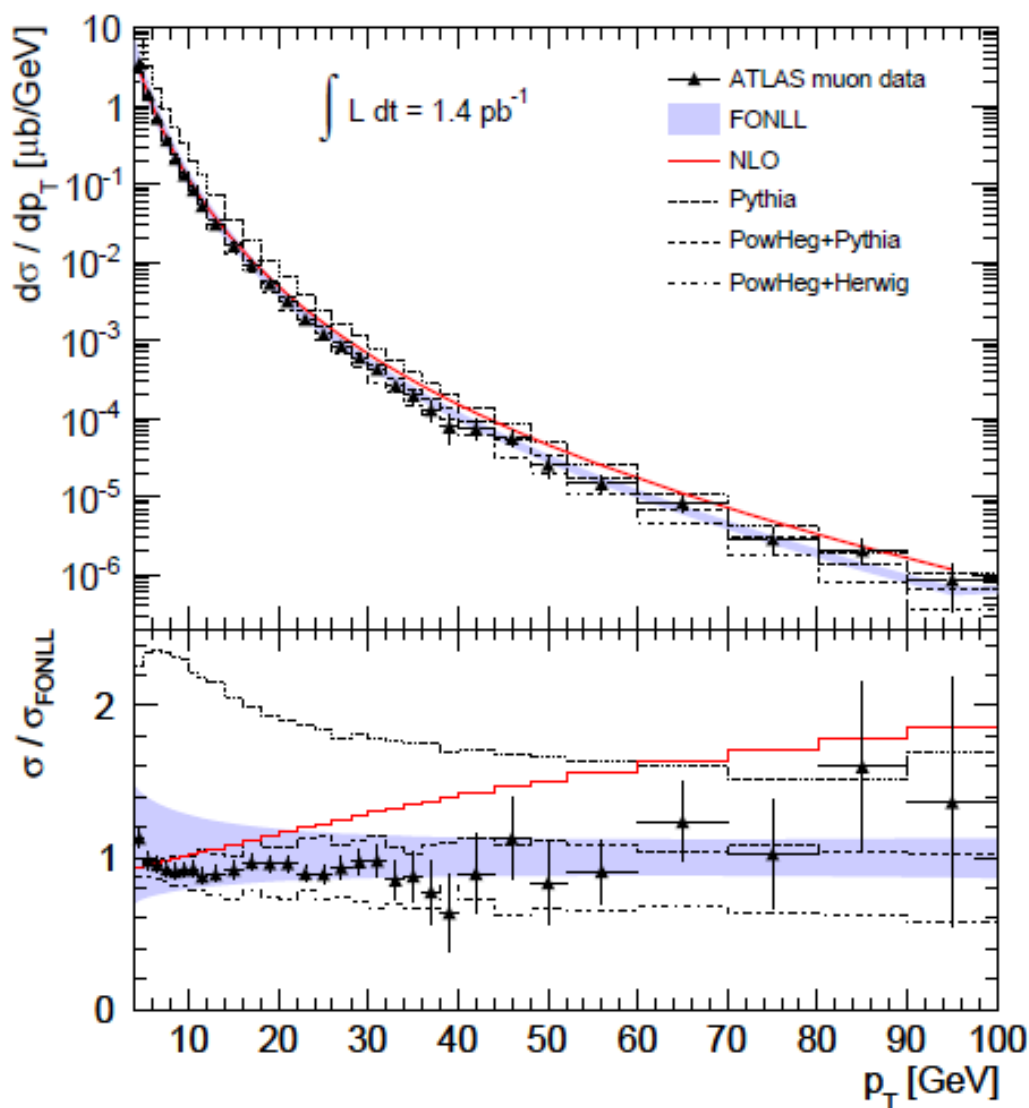 dσ / dp_T [μb/GeV]
10
1
10^-1
10^-2
10^-3
10^-4
10^-5
10^-6
∫ L dt = 1.4 pb^-1
ATLAS muon data
FONLL
NLO
Pythia
PowHeg+Pythia
PowHeg+Herwig
σ / σ_FONLL
2
1
0
10 20 30 40 50 60 70 80 90 100
p_T [GeV]